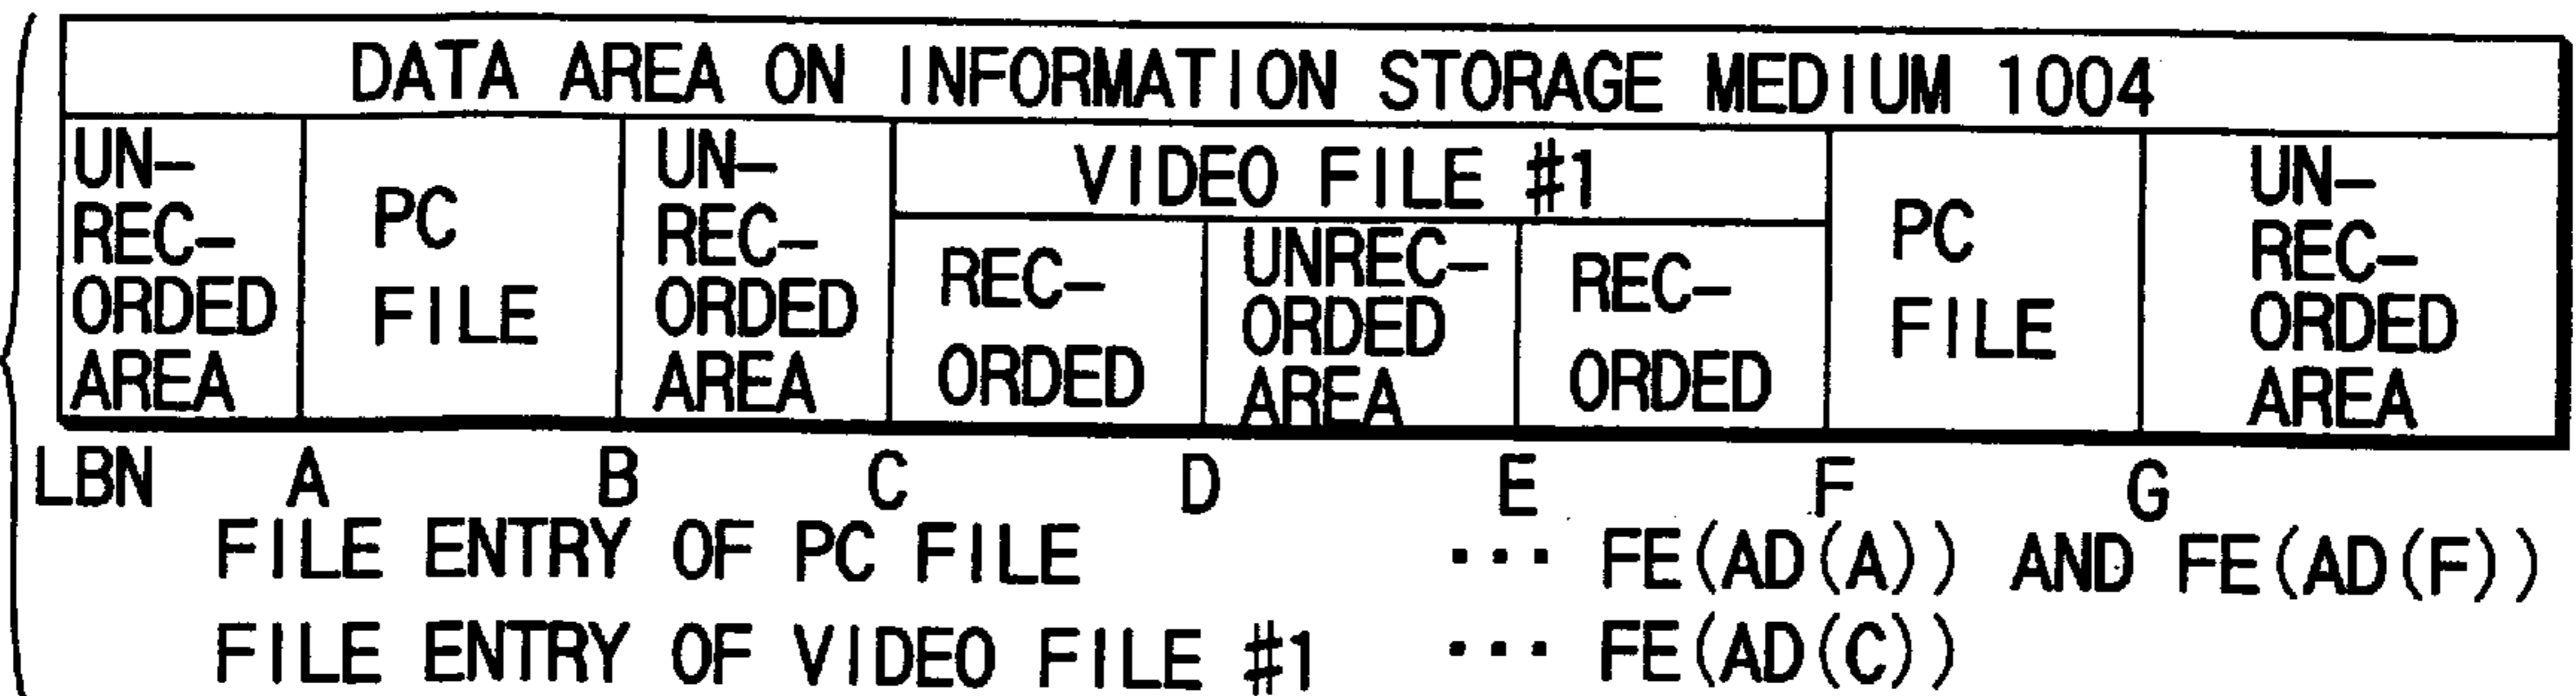 DATA AREA ON INFORMATION STORAGE MEDIUM 1004
UN-
REC-
ORDED
AREA
PC
FILE
UN-
REC-
ORDED
AREA
VIDEO FILE #1
REC-
ORDED
UNREC-
ORDED
AREA
REC-
ORDED
PC
FILE
UN-
REC-
ORDED
AREA
LBN A B C D E F G
FILE ENTRY OF PC FILE ··· FE(AD(A)) AND FE(AD(F))
FILE ENTRY OF VIDEO FILE #1 ··· FE(AD(C))